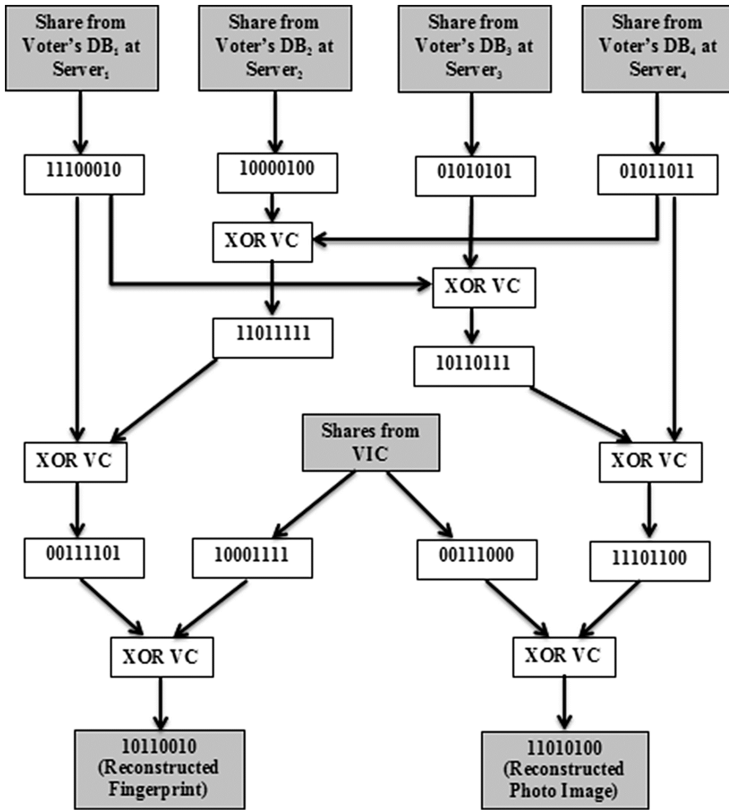 Share from
Voter's DB₁ at
Server₁
Share from
Voter's DB₂ at
Server₂
Share from
Voter's DB₃ at
Server₃
Share from
Voter's DB₄ at
Server₄
11100010
10000100
01010101
01011011
XOR VC
XOR VC
11011111
10110111
Shares from
VIC
XOR VC
XOR VC
00111101
10001111
00111000
11101100
XOR VC
XOR VC
10110010
(Reconstructed
Fingerprint)
11010100
(Reconstructed
Photo Image)